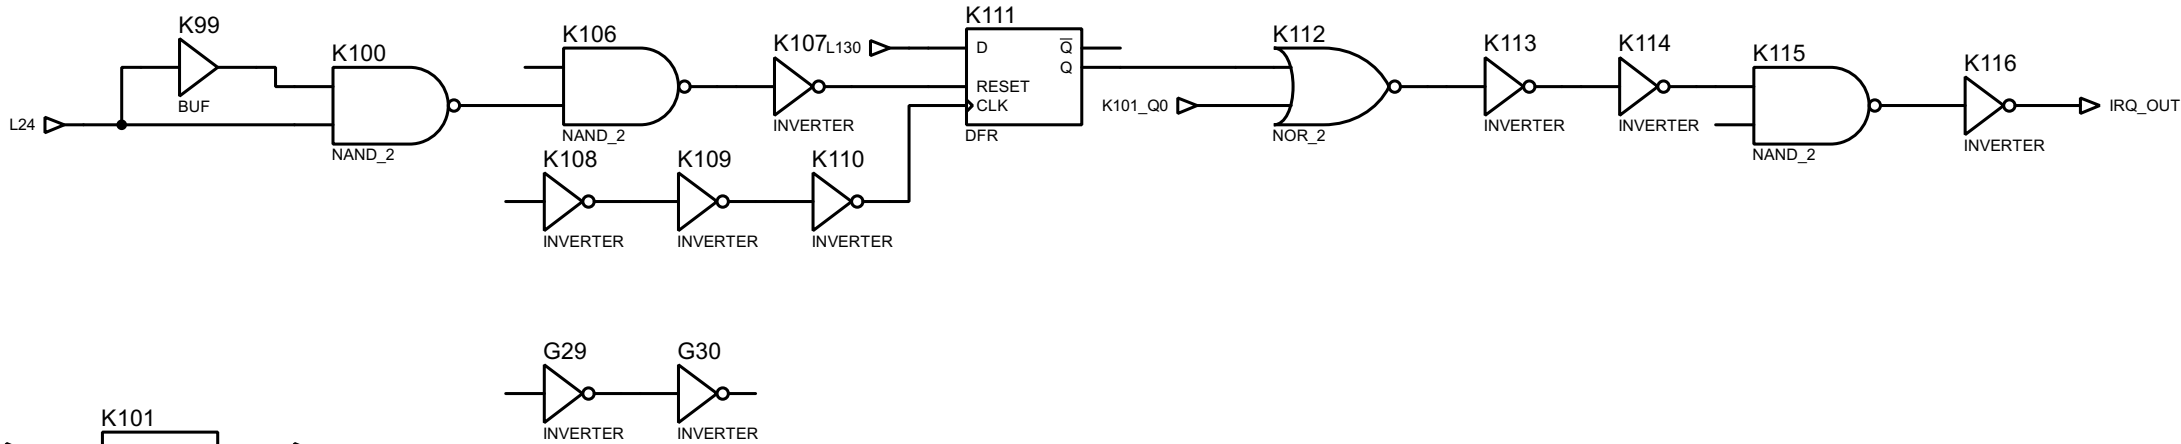 K99
BUF
L24
K100
NAND_2
K106
NAND_2
K107
INVERTER
L130
K111
D
Q
Q
RESET
CLK
DFR
K108
INVERTER
K109
INVERTER
K110
INVERTER
K101_Q0
K112
NOR_2
K113
INVERTER
K114
INVERTER
K115
NAND_2
K116
INVERTER
IRQ_OUT
G29
INVERTER
G30
INVERTER
K101